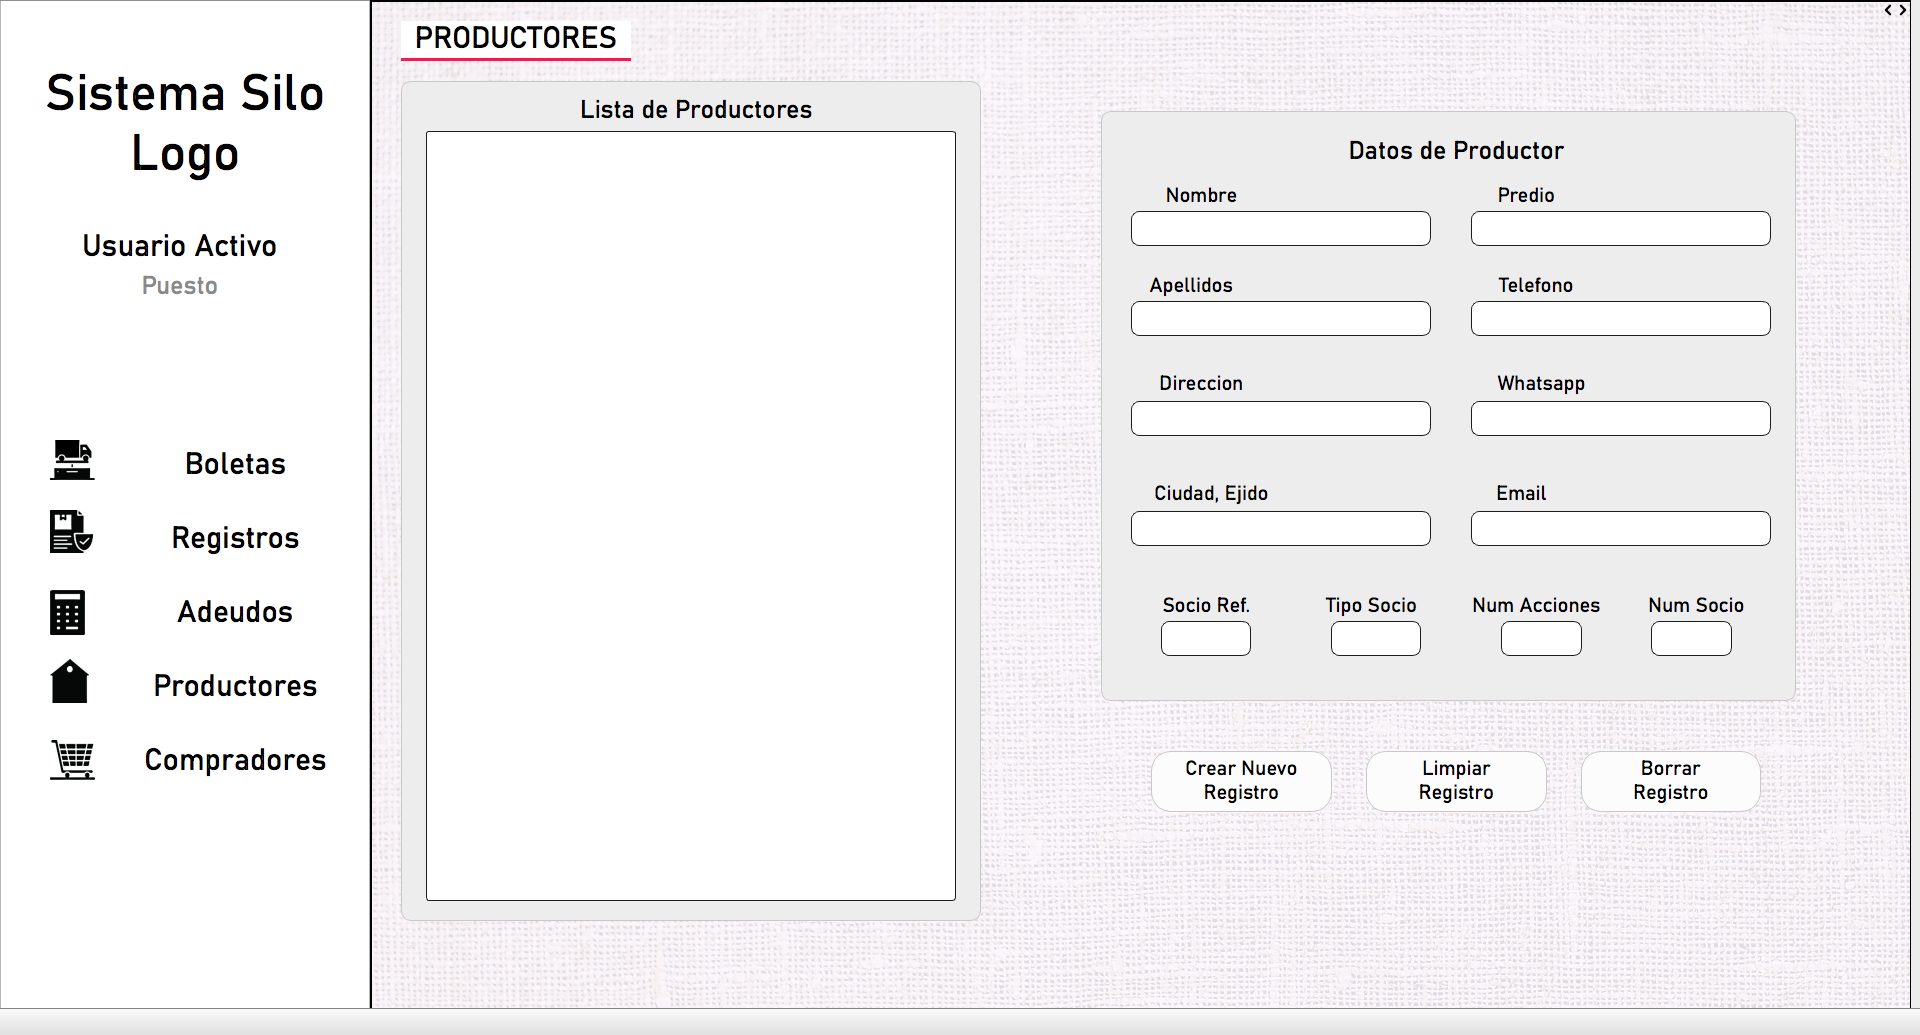 Sistema Silo
Logo
Usuario Activo
Puesto
Boletas
Registros
Adeudos
Productores
Compradores
PRODUCTORES
Lista de Productores
Datos de Productor
Nombre
Predio
Apellidos
Telefono
Direccion
Whatsapp
Ciudad, Ejido
Email
Socio Ref.
Tipo Socio
Num Acciones
Num Socio
Crear Nuevo
Registro
Limpiar
Registro
Borrar
Registro